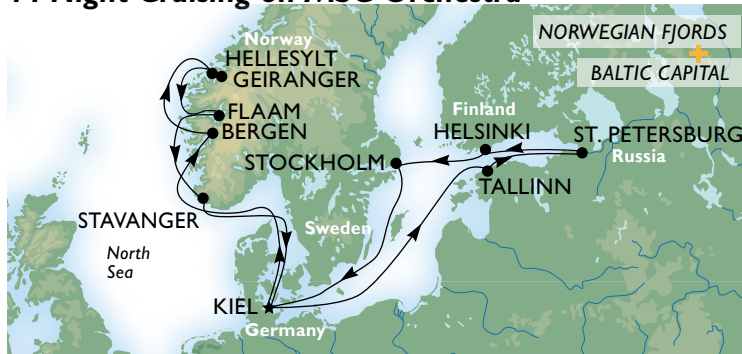 NORWEGIAN FJORDS
BALTIC CAPITAL
Norway
HELLESYLT
GEIRANGER
FLAAM
BERGEN
Finland
HELSINKI
ST. PETERSBURG
Russia
STOCKHOLM
TALLINN
STAVANGER
Sweden
North
Sea
KIEL
Germany